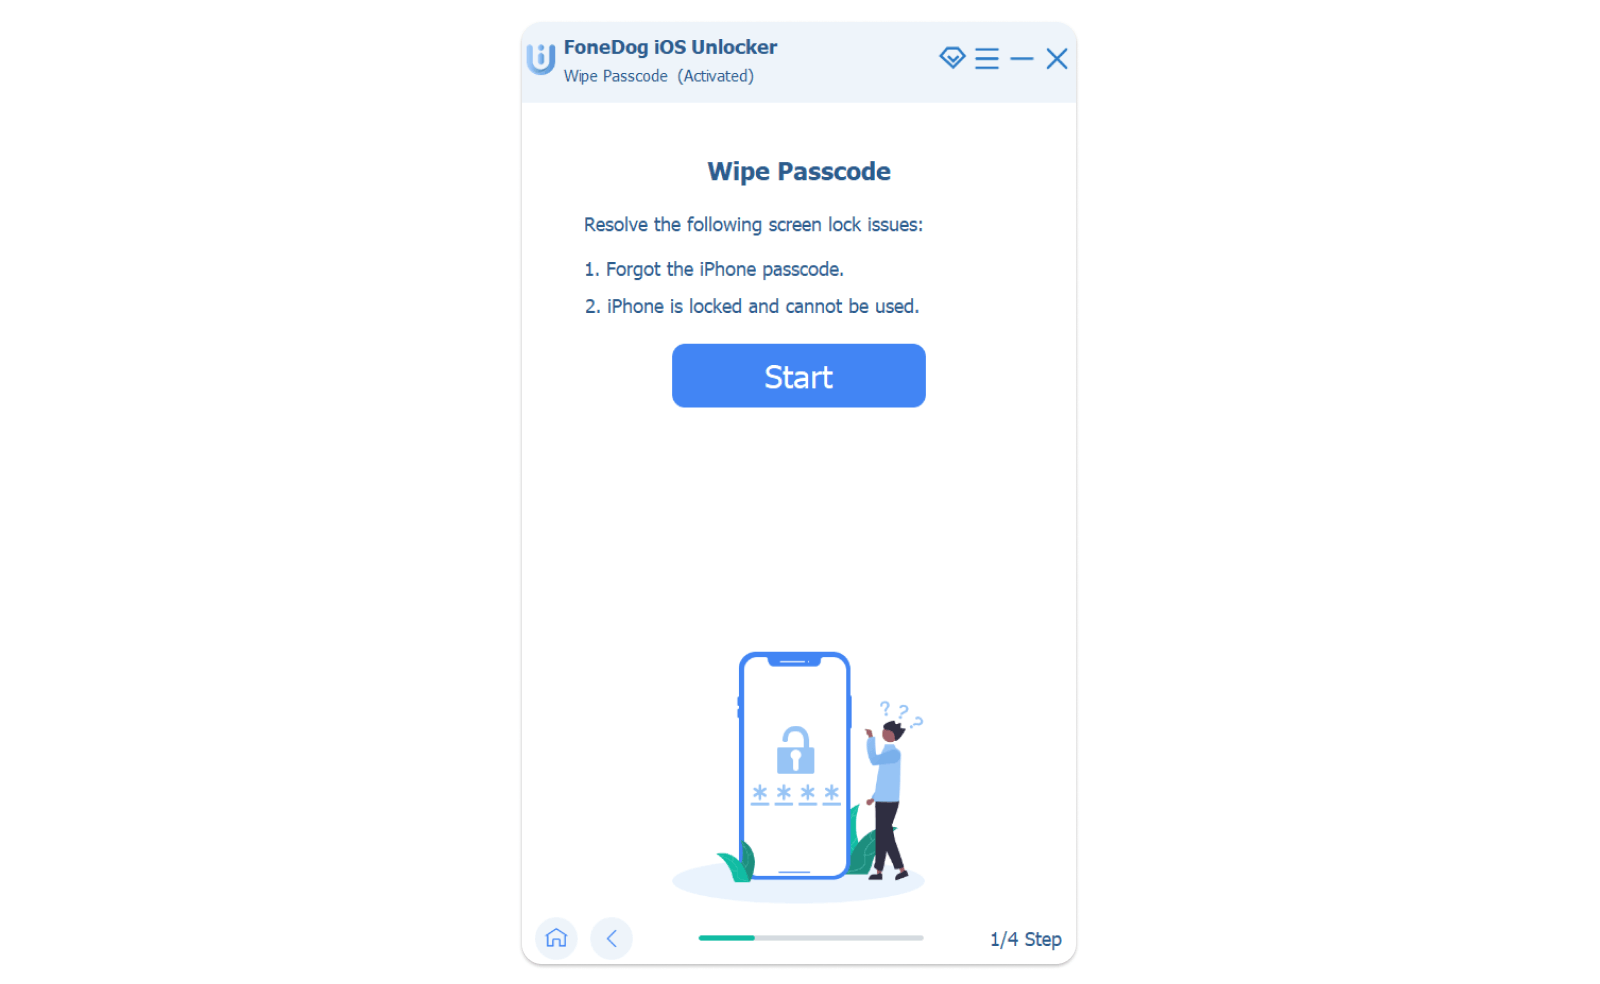 FoneDog iOS Unlocker
Wipe Passcode (Activated)
Wipe Passcode
Resolve the following screen lock issues:
1. Forgot the iPhone passcode.
2. iPhone is locked and cannot be used.
Start
? ? ?
* * * *
1/4 Step